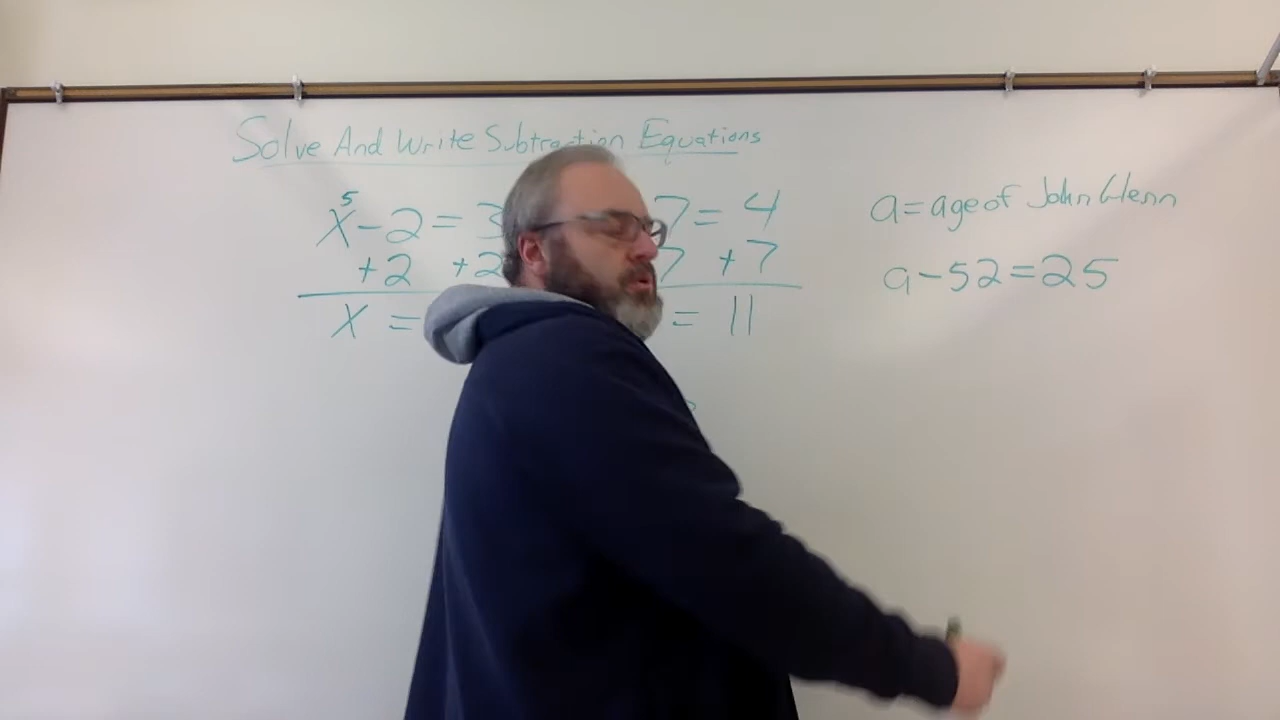 Solve And Write Subtraction Equations
5
x-2=3 7=4
+2 +2 7 +7
x = = 11
a=age of John Glenn
a-52=25